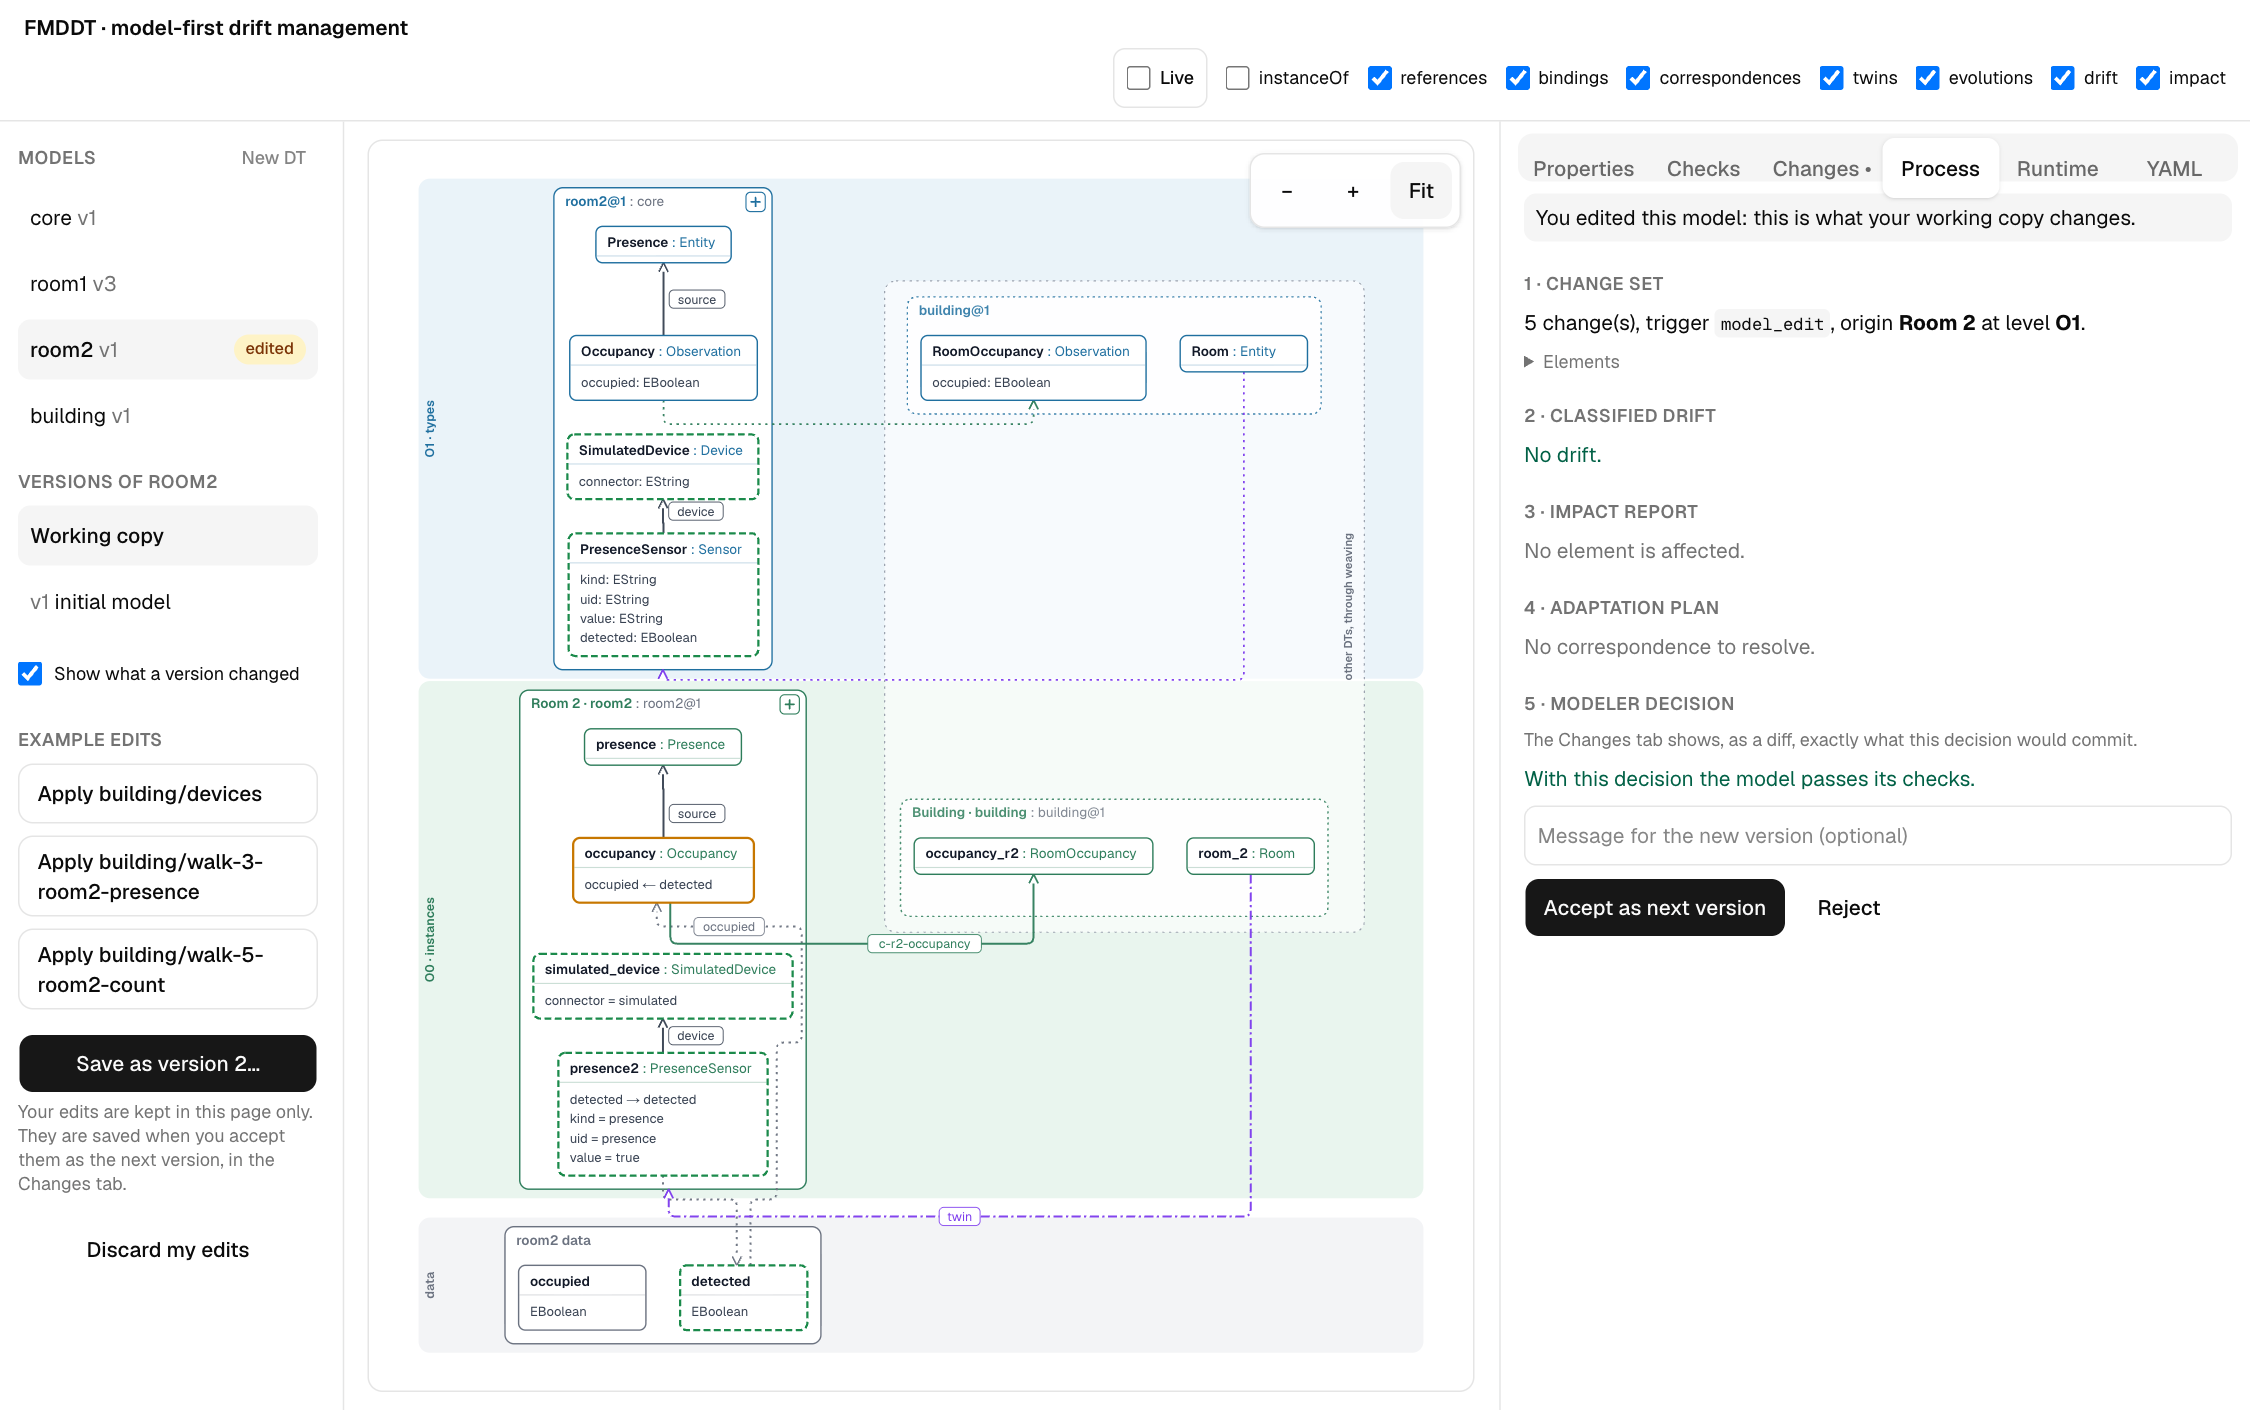 FMDDT · model-first drift management
Live
instanceOf
references
bindings
correspondences
twins
evolutions
drift
impact
MODELS
New DT
core v1
room1 v3
room2 v1
edited
building v1
VERSIONS OF ROOM2
Working copy
v1 initial model
Show what a version changed
EXAMPLE EDITS
Apply building/devices
Apply building/walk-3-
room2-presence
Apply building/walk-5-
room2-count
Save as version 2...
Your edits are kept in this page only.
They are saved when you accept
them as the next version, in the
Changes tab.
Discard my edits
− + Fit
O1 · types
room2@1 : core
+
Presence : Entity
source
Occupancy : Observation
occupied: EBoolean
SimulatedDevice : Device
connector: EString
device
PresenceSensor : Sensor
kind: EString
uid: EString
value: EString
detected: EBoolean
building@1
RoomOccupancy : Observation
occupied: EBoolean
Room : Entity
other DTs, through weaving
O0 · instances
Room 2 · room2 : room2@1
+
presence : Presence
source
occupancy : Occupancy
occupied ← detected
occupied
c-r2-occupancy
simulated_device : SimulatedDevice
connector = simulated
device
presence2 : PresenceSensor
detected → detected
kind = presence
uid = presence
value = true
Building · building : building@1
occupancy_r2 : RoomOccupancy
room_2 : Room
twin
data
room2 data
occupied
EBoolean
detected
EBoolean
Properties
Checks
Changes •
Process
Runtime
YAML
You edited this model: this is what your working copy changes.
1 · CHANGE SET
5 change(s), trigger model_edit, origin Room 2 at level O1.
▶ Elements
2 · CLASSIFIED DRIFT
No drift.
3 · IMPACT REPORT
No element is affected.
4 · ADAPTATION PLAN
No correspondence to resolve.
5 · MODELER DECISION
The Changes tab shows, as a diff, exactly what this decision would commit.
With this decision the model passes its checks.
Message for the new version (optional)
Accept as next version
Reject